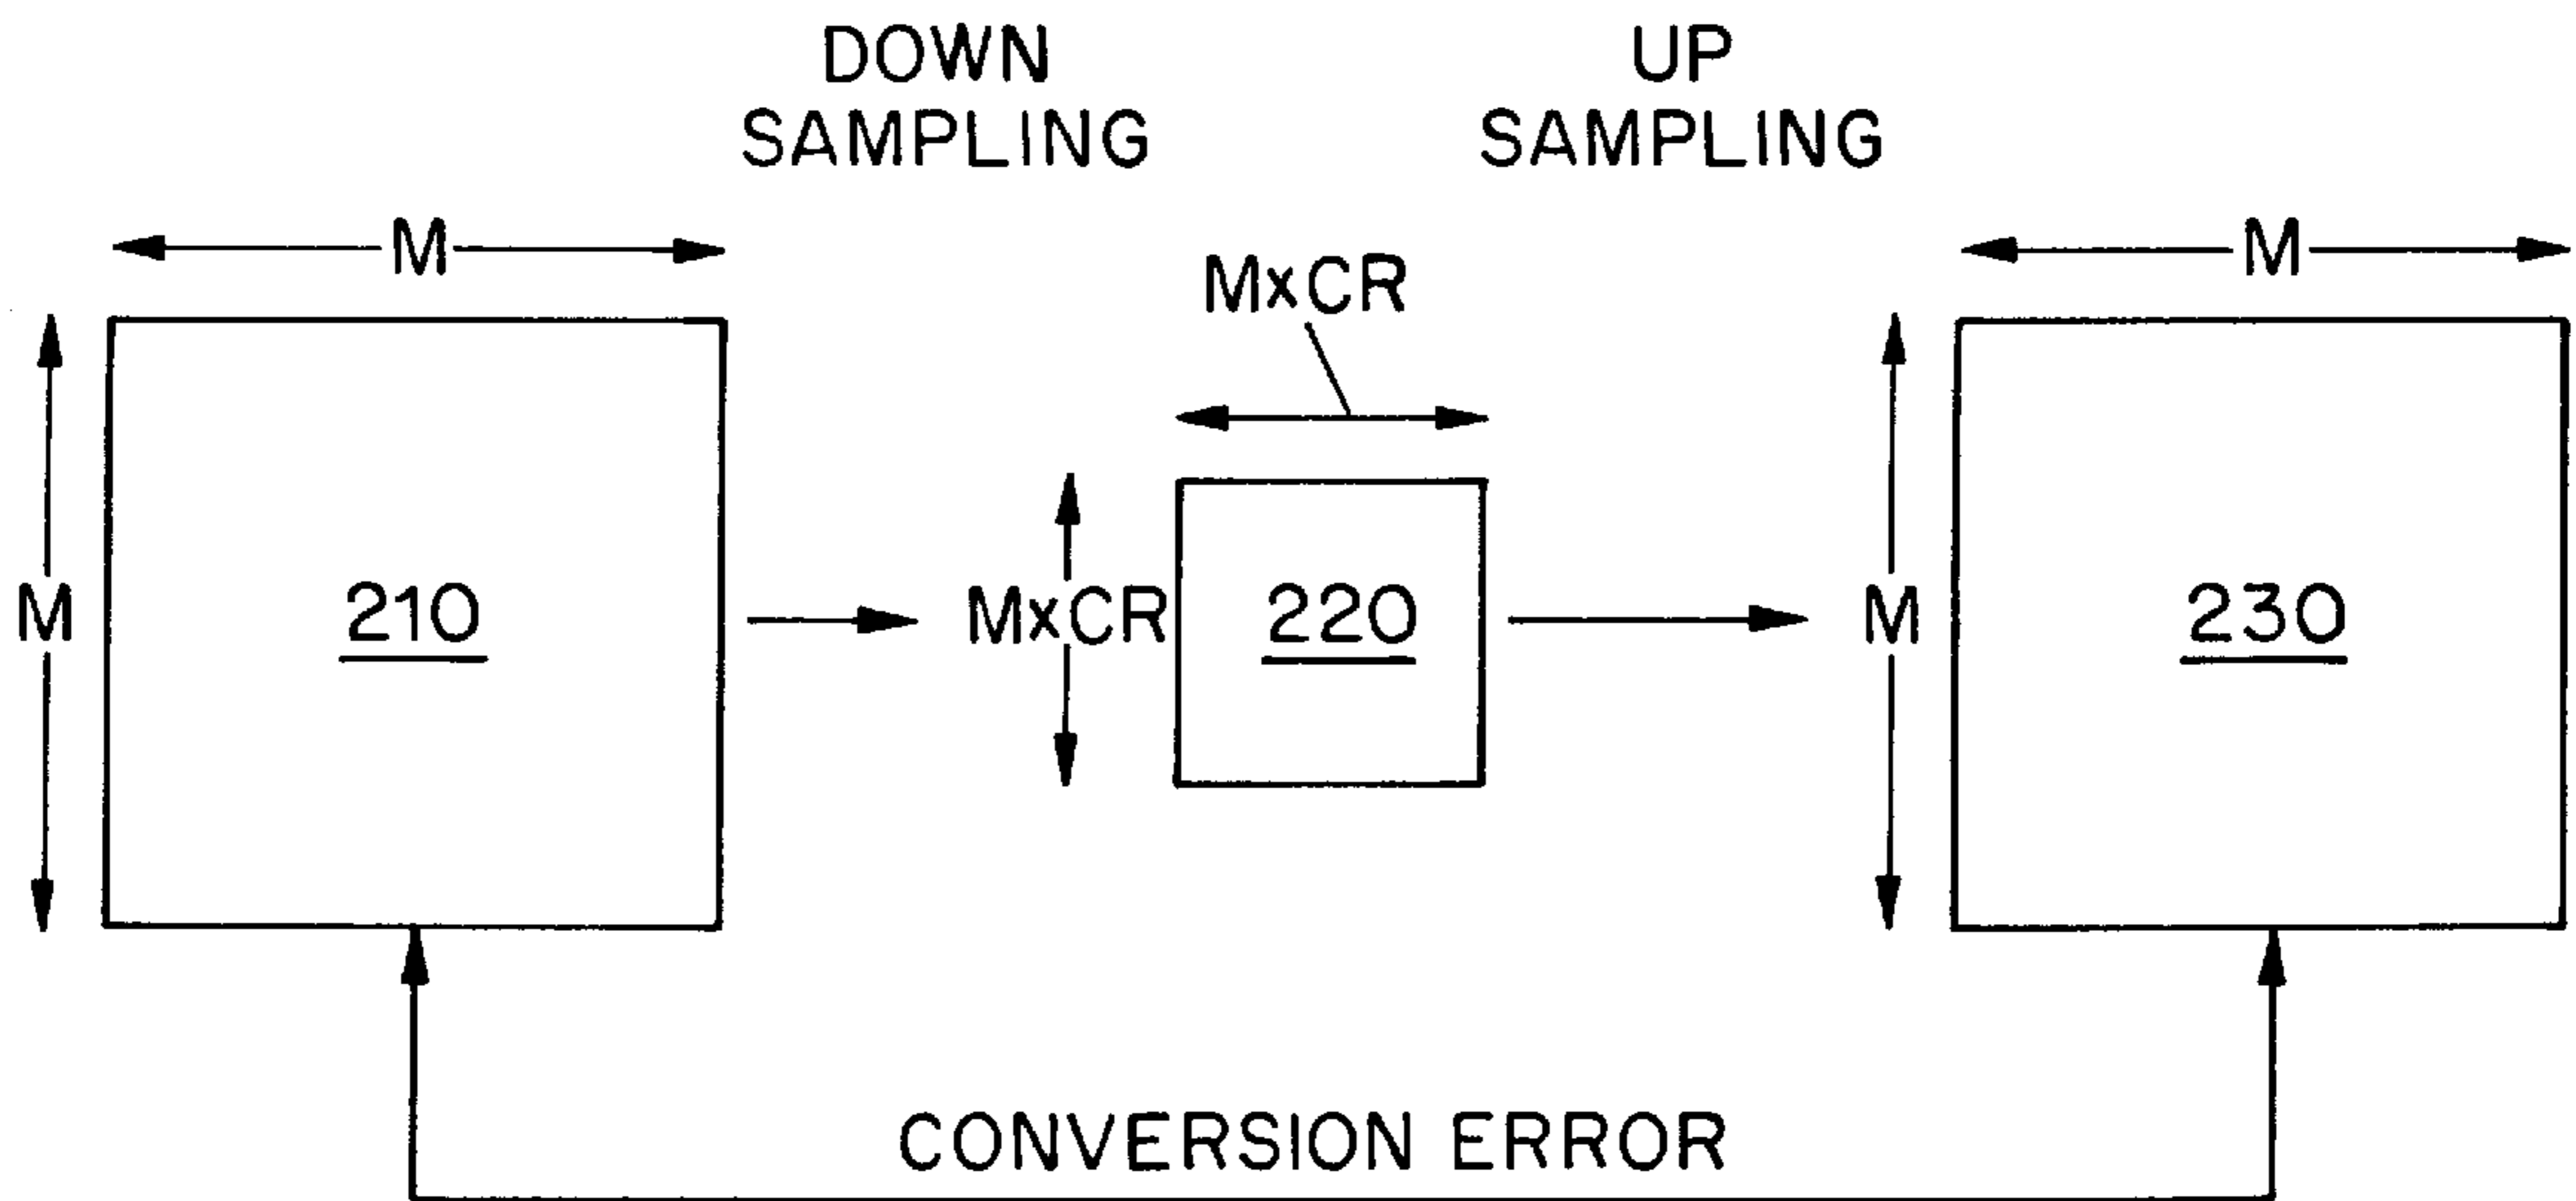 DOWN
SAMPLING
UP
SAMPLING
M
MxCR
M
M
210
MxCR
220
M
230
CONVERSION ERROR